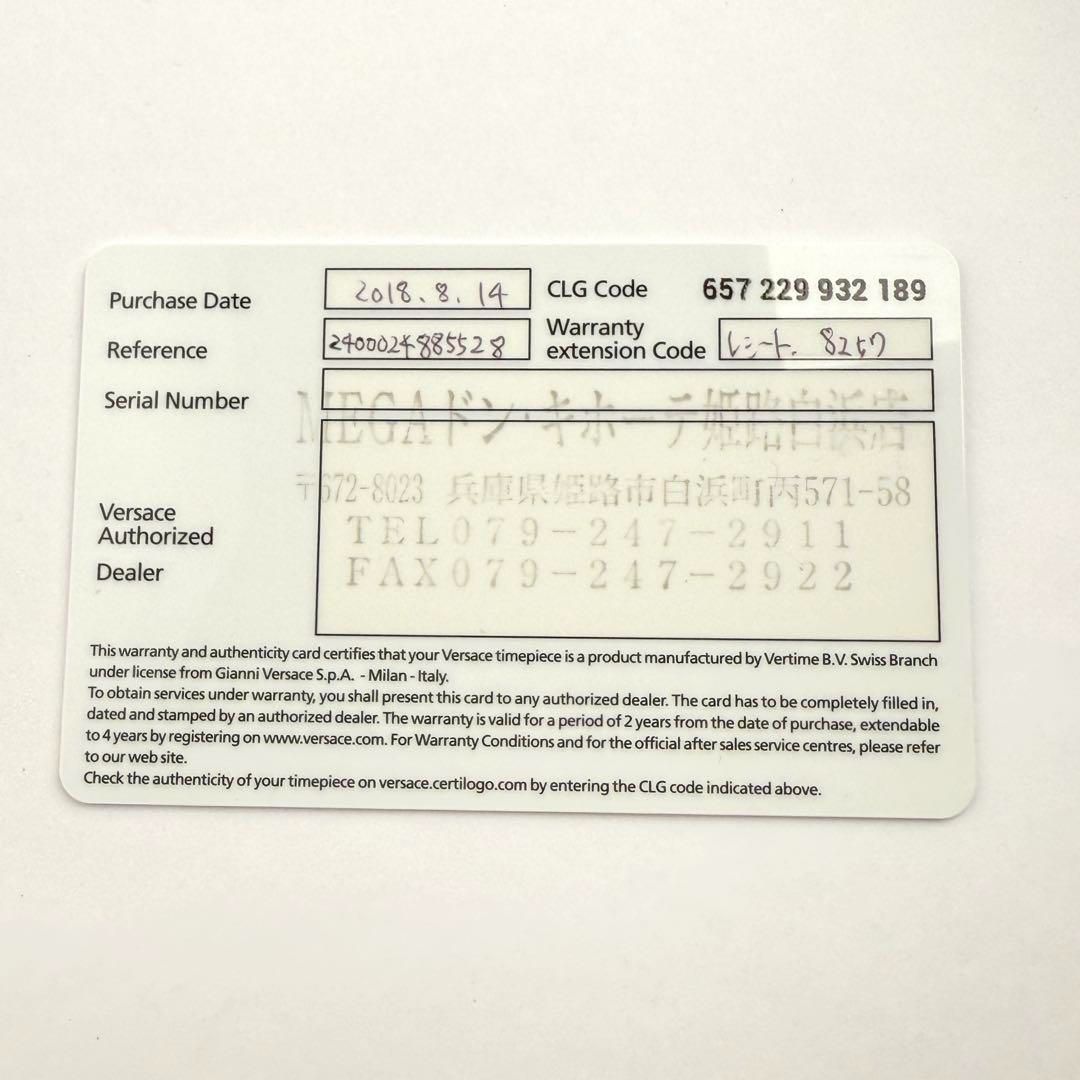 Purchase Date 2018.8.14 CLG Code 657 229 932 189
Reference 2400024885528 Warranty extension Code レシート. 8257
Serial Number
MEGAドン・キホーテ姫路白浜店
〒672-8023 兵庫県姫路市白浜町丙571-58
TEL079-247-2911
FAX079-247-2922
Versace
Authorized
Dealer
This warranty and authenticity card certifies that your Versace timepiece is a product manufactured by Vertime B.V. Swiss Branch
under license from Gianni Versace S.p.A. - Milan - Italy.
To obtain services under warranty, you shall present this card to any authorized dealer. The card has to be completely filled in,
dated and stamped by an authorized dealer. The warranty is valid for a period of 2 years from the date of purchase, extendable
to 4 years by registering on www.versace.com. For Warranty Conditions and for the official after sales service centres, please refer
to our web site.
Check the authenticity of your timepiece on versace.certilogo.com by entering the CLG code indicated above.